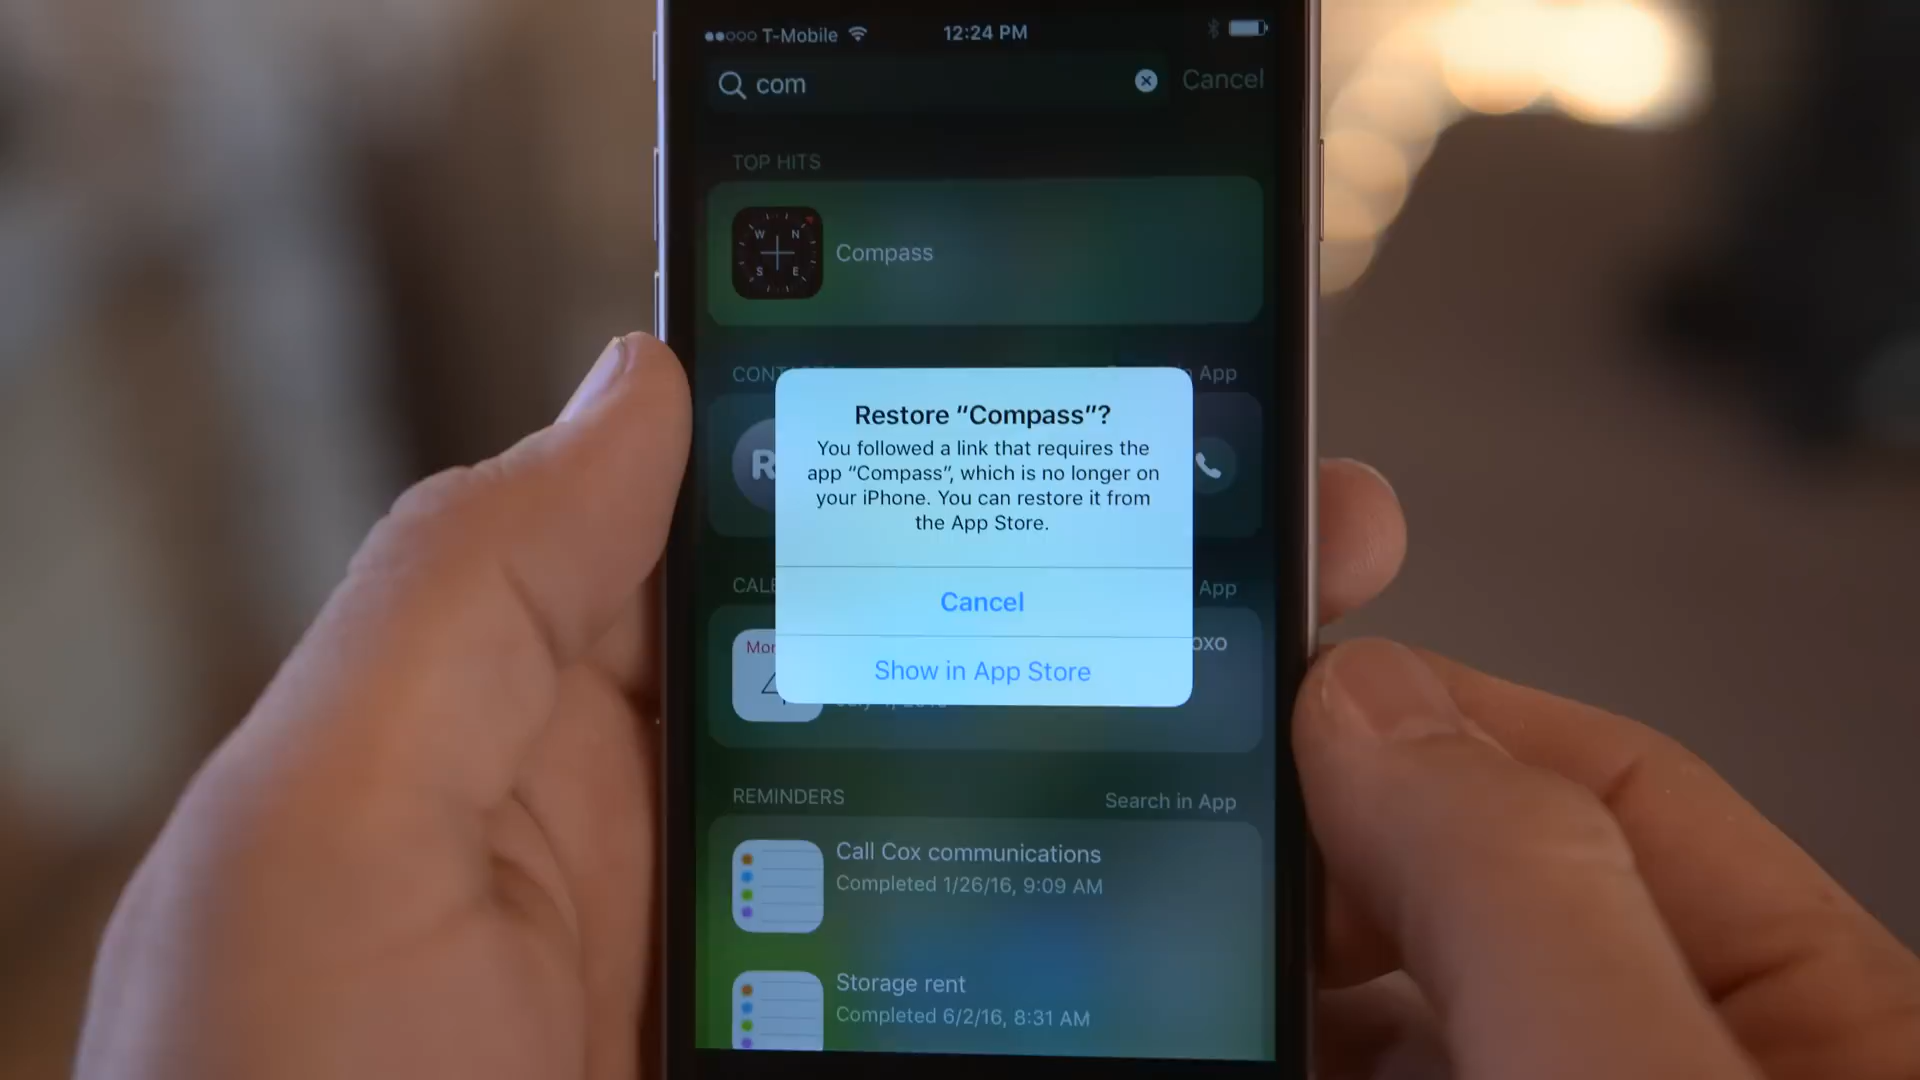 T-Mobile 12:24 PM
com Cancel
TOP HITS
W N
S E
Compass
App
R
Restore “Compass”?
You followed a link that requires the
app “Compass”, which is no longer on
your iPhone. You can restore it from
the App Store.
Cancel
Show in App Store
App
REMINDERS Search in App
Call Cox communications
Completed 1/26/16, 9:09 AM
Storage rent
Completed 6/2/16, 8:31 AM